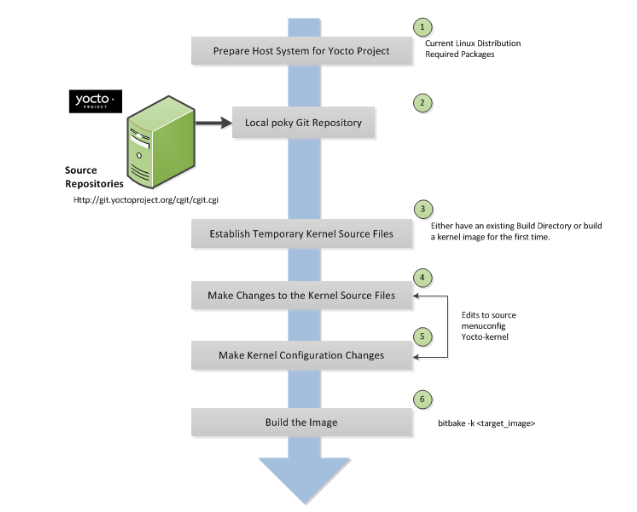 1
Prepare Host System for Yocto Project
Current Linux Distribution
Required Packages
yocto
PROJECT
2
Local poky Git Repository
Source
Repositories
Http://git.yoctoproject.org/cgit/cgit.cgi
3
Establish Temporary Kernel Source Files
Either have an existing Build Directory or build
a kernel image for the first time.
4
Make Changes to the Kernel Source Files
Edits to source
menuconfig
Yocto-kernel
5
Make Kernel Configuration Changes
6
Build the Image
bitbake -k <target_image>